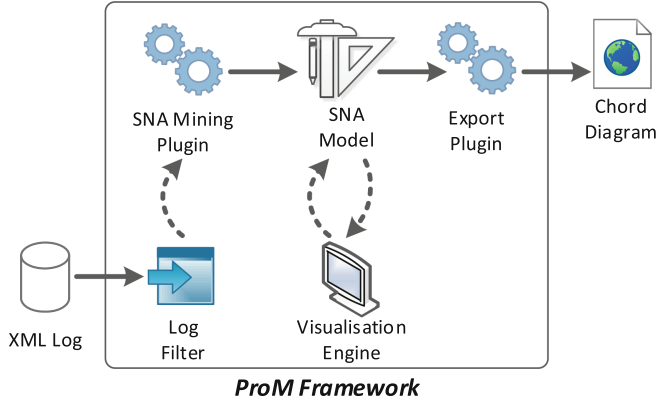 SNA Mining
Plugin
SNA
Model
Export
Plugin
Chord
Diagram
XML Log
Log
Filter
Visualisation
Engine
ProM Framework